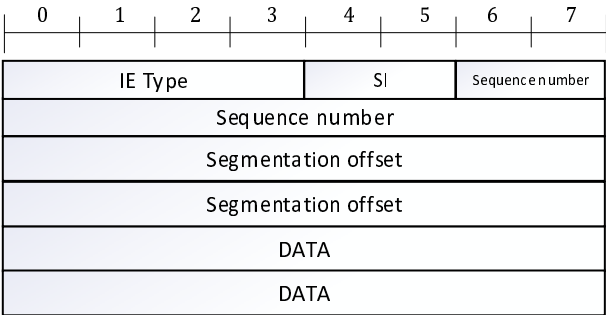 0 1 2 3 4 5 6 7
IE Type SI Sequence number
Sequence number
Segmentation offset
Segmentation offset
DATA
DATA